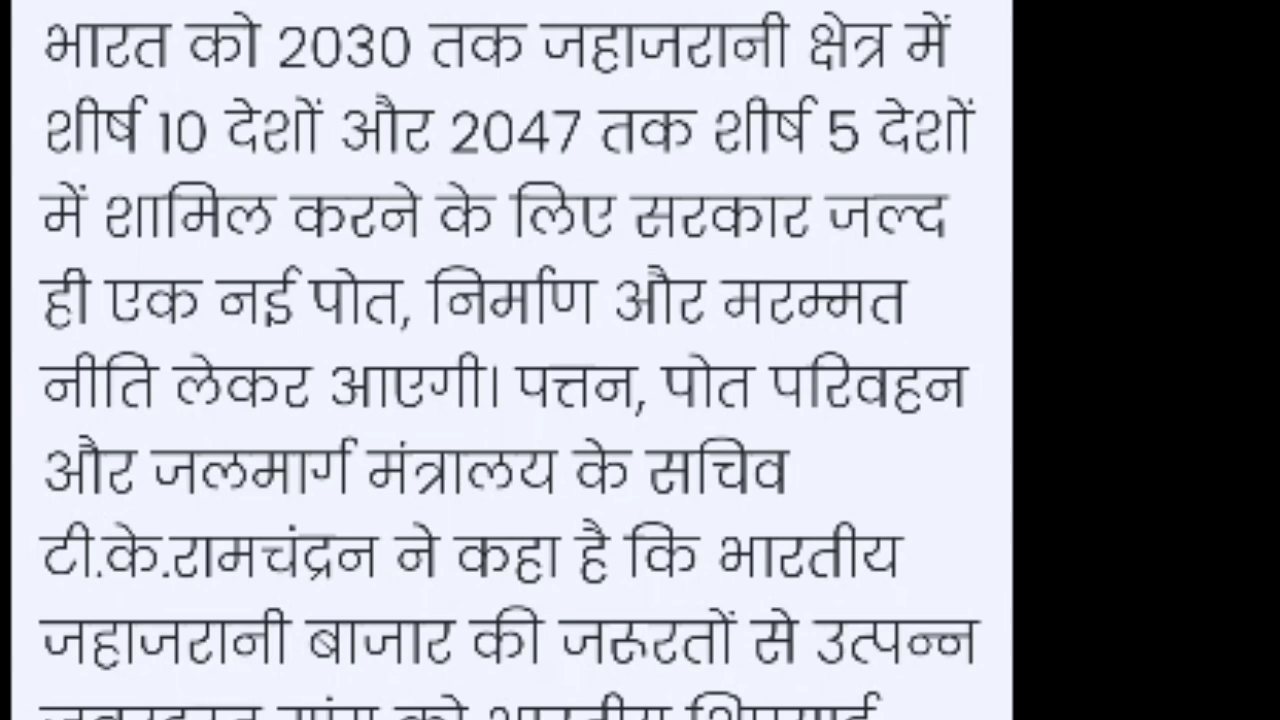 भारत को 2030 तक जहाजरानी क्षेत्र में
शीर्ष 10 देशों और 2047 तक शीर्ष 5 देशों
में शामिल करने के लिए सरकार जल्द
ही एक नई पोत, निर्माण और मरम्मत
नीति लेकर आएगी। पत्तन, पोत परिवहन
और जलमार्ग मंत्रालय के सचिव
टी.के.रामचंद्रन ने कहा है कि भारतीय
जहाजरानी बाजार की जरूरतों से उत्पन्न